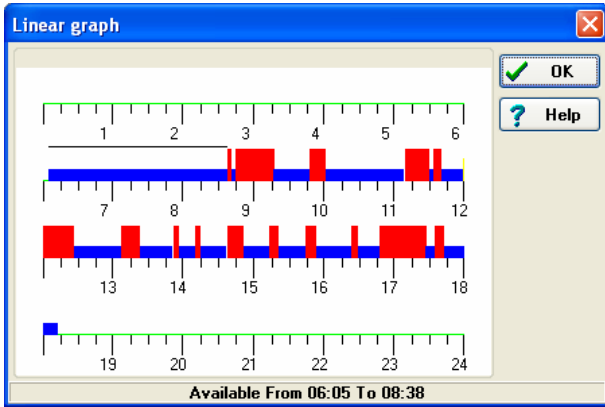 Linear graph
OK
Help
1 2 3 4 5 6
7 8 9 10 11 12
13 14 15 16 17 18
19 20 21 22 23 24
Available From 06:05 To 08:38